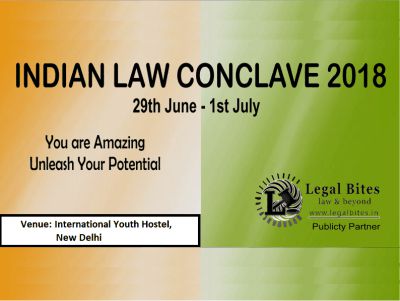 INDIAN LAW CONCLAVE 2018
29th June - 1st July
You are Amazing
Unleash Your Potential
Legal Bites
law & beyond
www.legalbites.in
Publicty Partner
Venue: International Youth Hostel,
New Delhi